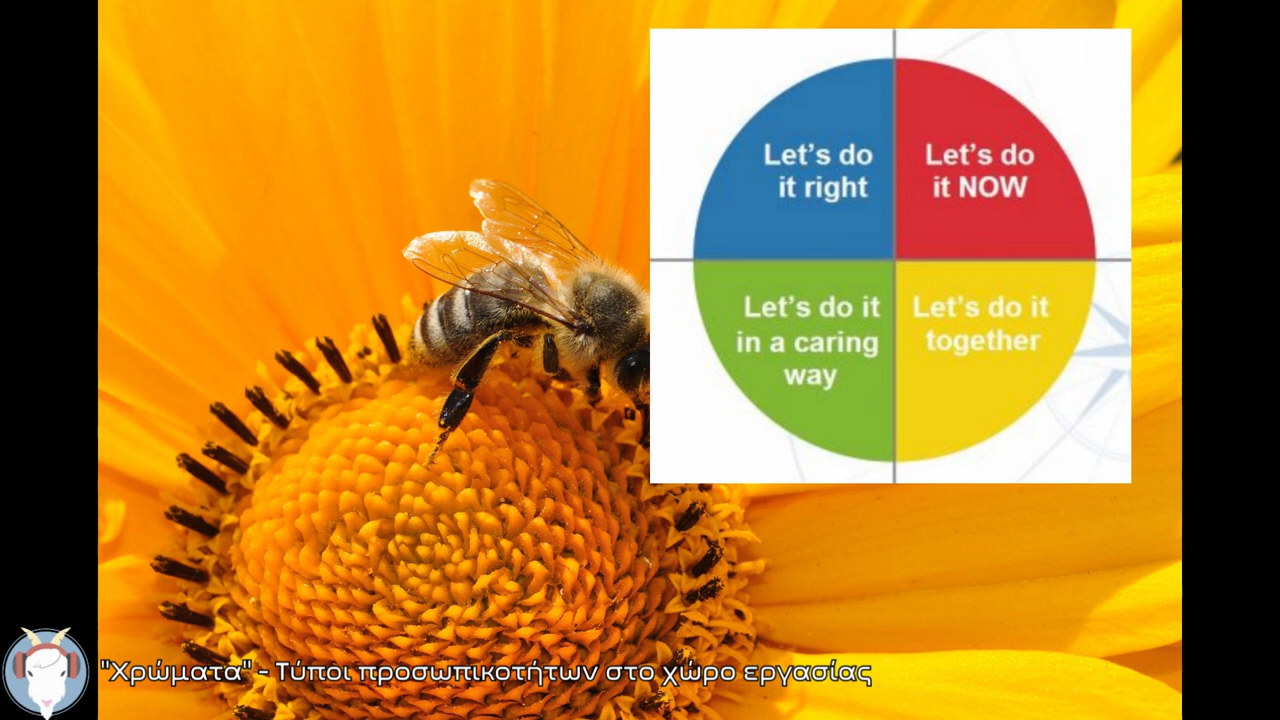 Let's do
it right
Let's do
it NOW
Let's do it
in a caring
way
Let's do it
together
"Χρώματα" - Τύποι προσωπικοτήτων στο χώρο εργασίας